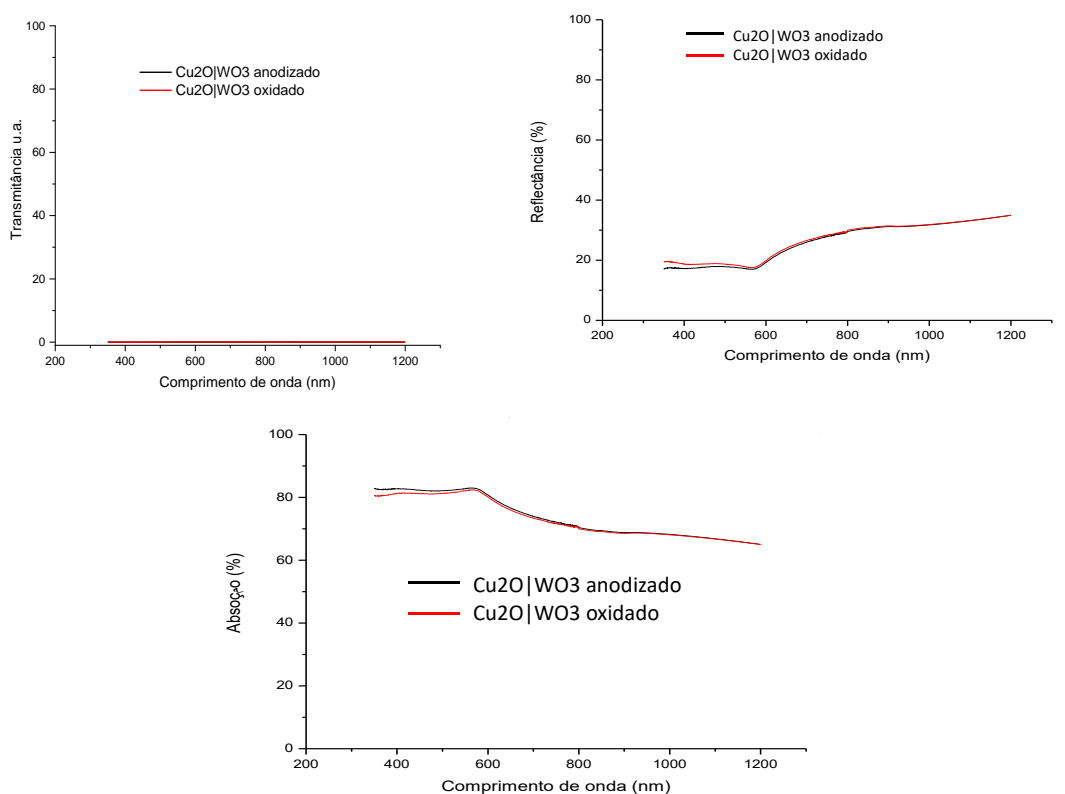 100
80
60
40
20
0
200 400 600 800 1000 1200
Transmitância u.a.
Comprimento de onda (nm)
Cu2O|WO3 anodizado
Cu2O|WO3 oxidado
100
80
60
40
20
0
200 400 600 800 1000 1200
Reflectância (%)
Comprimento de onda (nm)
Cu2O|WO3 anodizado
Cu2O|WO3 oxidado
100
80
60
40
20
0
200 400 600 800 1000 1200
(%)
Comprimento de onda (nm)
Cu2O|WO3 anodizado
Cu2O|WO3 oxidado